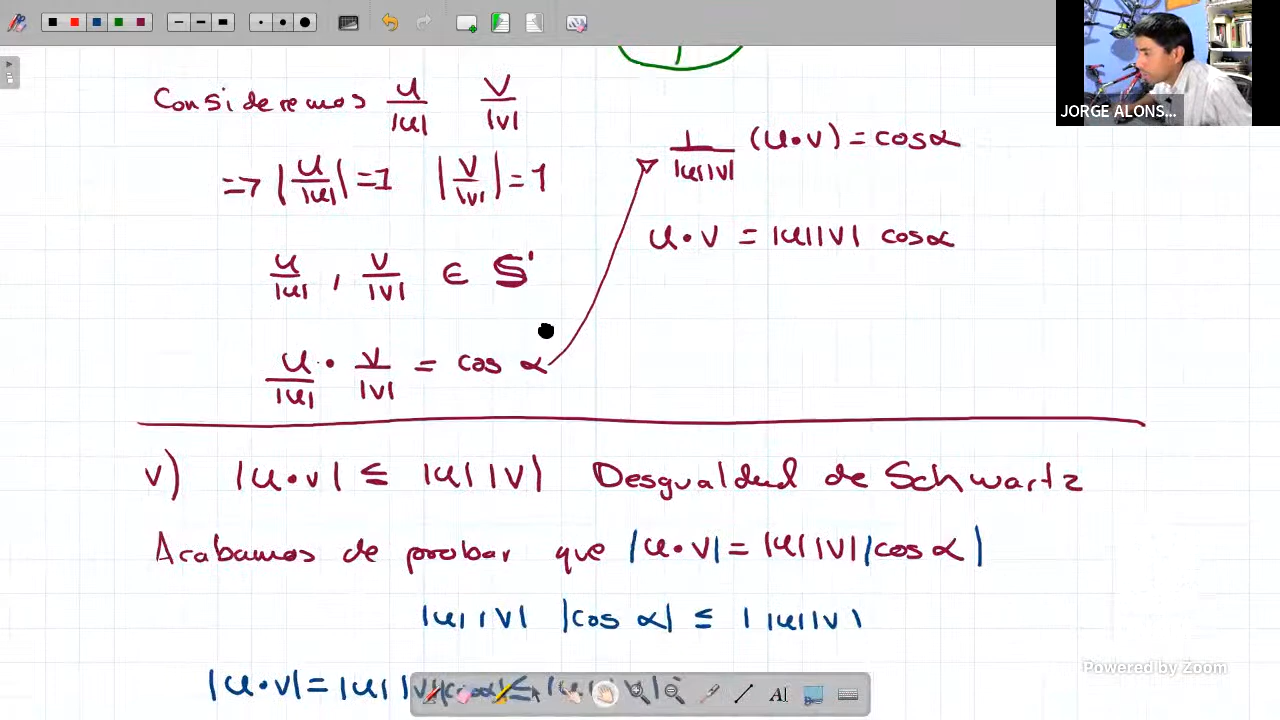 Consideremos u/|u| v/|v|
=> |u/|u||=1 |v/|v||=1
u/|u| , v/|v| ∈ S¹
u/|u| • v/|v| = cos α
1/|u||v| (u•v) = cos α
u•v = |u||v| cos α
v) |u•v| ≤ |u||v| Desgualdad de Schwartz
Acabamos de probar que |u•v| = |u||v||cos α|
|u||v| |cos α| ≤ | |u||v|
|u•v| = |u||v||cos α| ≤ |u||v|
JORGE ALONS...
Powered by Zoom